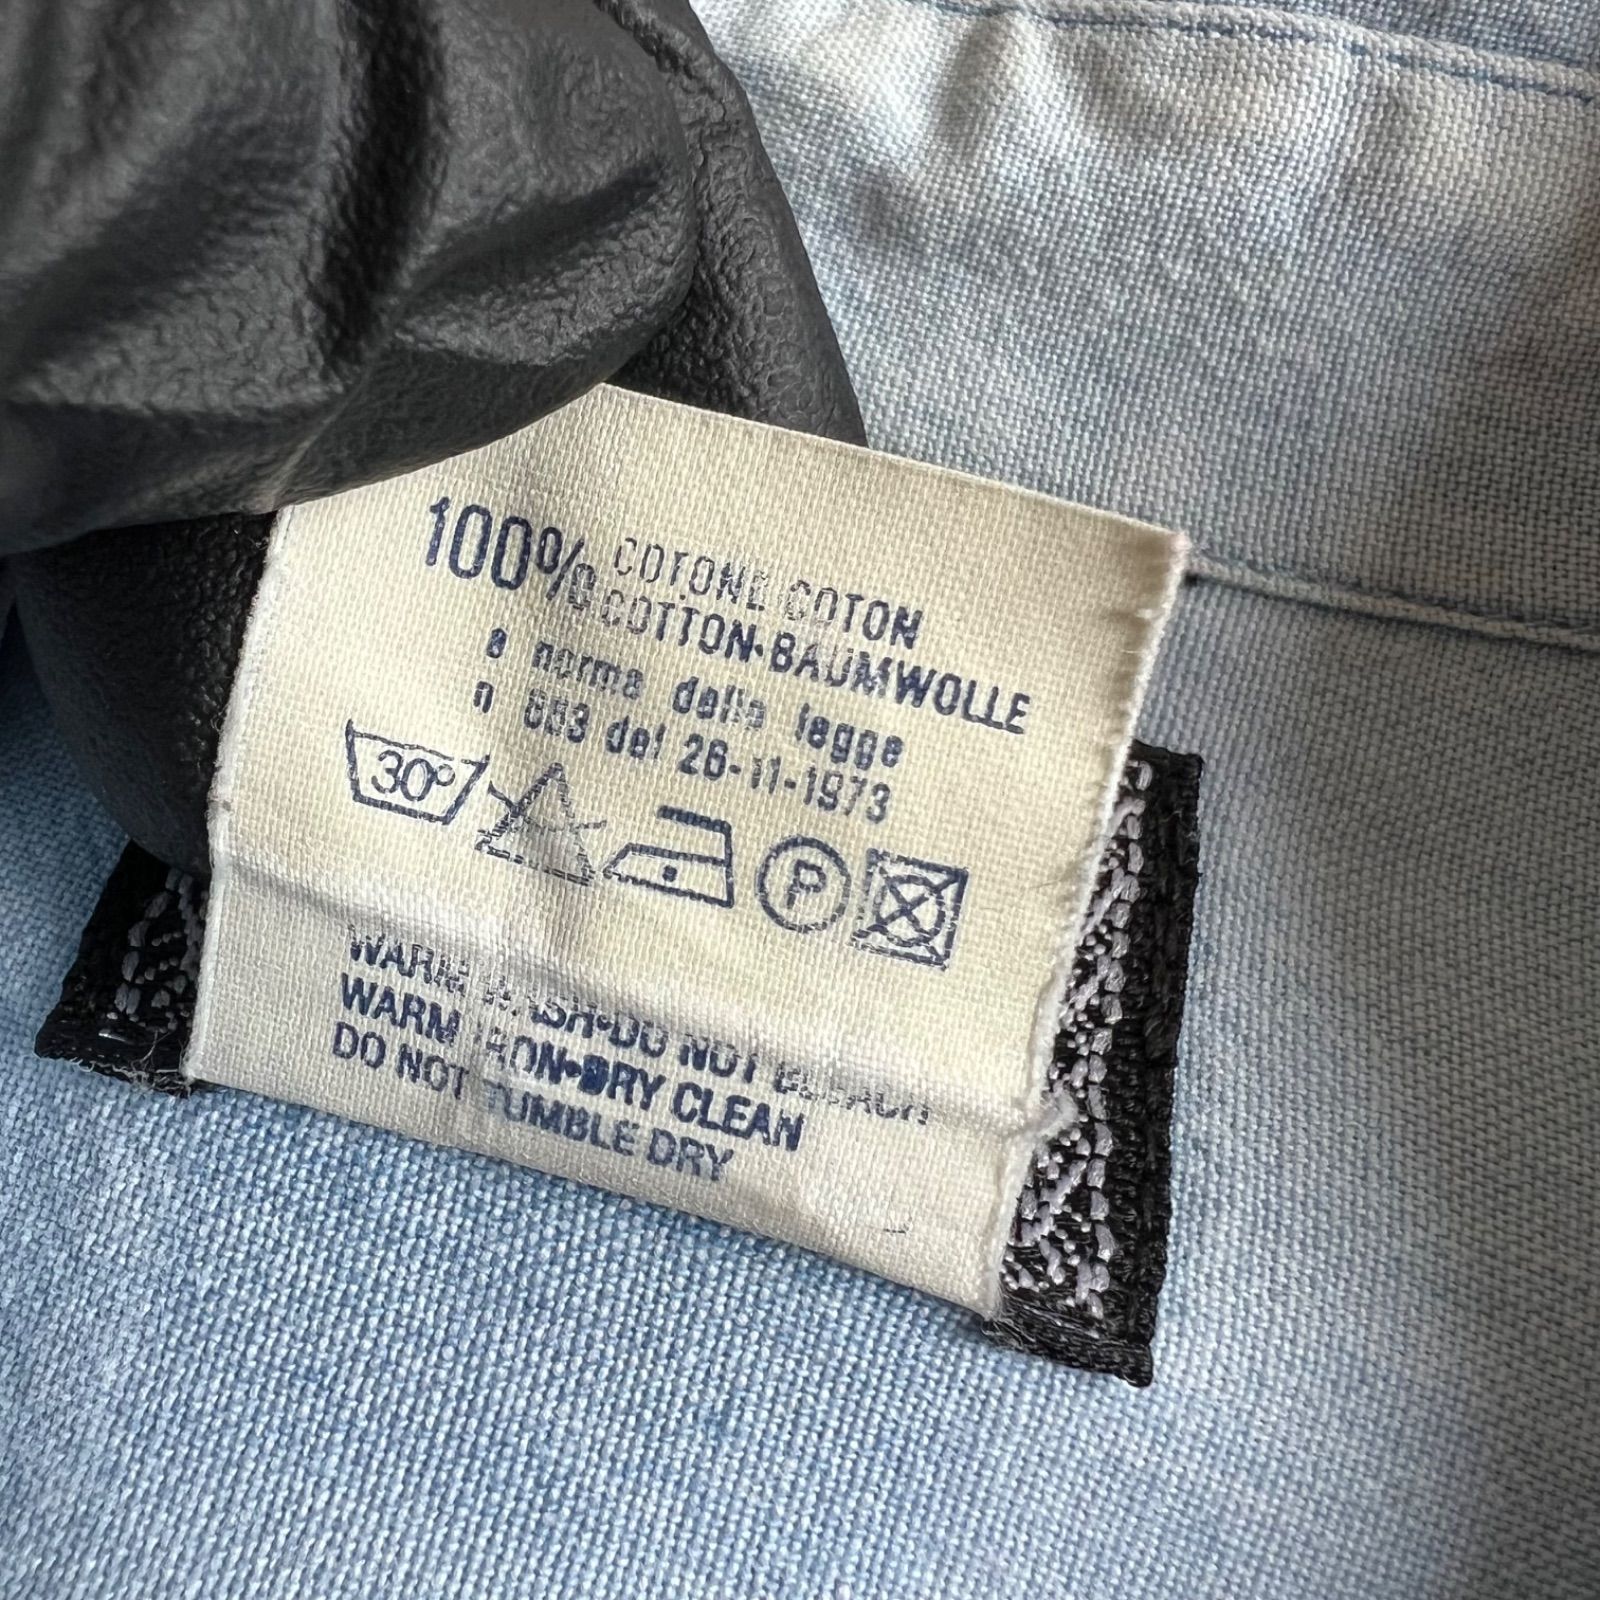 100% COTONE COTON
COTTON·BAUMWOLLE
a norma della legge
n 883 del 26-11-1973
30°
P
WARM WASH·DO NOT BLEACH
WARM IRON·DRY CLEAN
DO NOT TUMBLE DRY